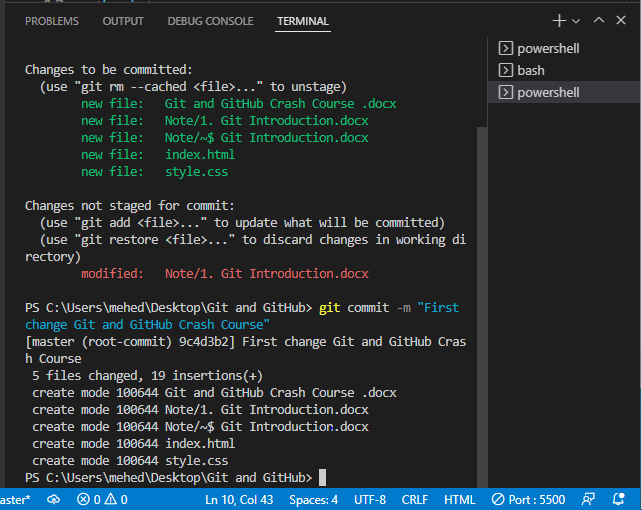 PROBLEMS OUTPUT DEBUG CONSOLE TERMINAL
powershell
bash
powershell
Changes to be committed:
(use "git rm --cached <file>..." to unstage)
new file: Git and GitHub Crash Course .docx
new file: Note/1. Git Introduction.docx
new file: Note/~$ Git Introduction.docx
new file: index.html
new file: style.css
Changes not staged for commit:
(use "git add <file>..." to update what will be committed)
(use "git restore <file>..." to discard changes in working di
rectory)
modified: Note/1. Git Introduction.docx
PS C:\Users\mehed\Desktop\Git and GitHub> git commit -m "First
change Git and GitHub Crash Course"
[master (root-commit) 9c4d3b2] First change Git and GitHub Cras
h Course
5 files changed, 19 insertions(+)
create mode 100644 Git and GitHub Crash Course .docx
create mode 100644 Note/1. Git Introduction.docx
create mode 100644 Note/~$ Git Introduction.docx
create mode 100644 index.html
create mode 100644 style.css
PS C:\Users\mehed\Desktop\Git and GitHub>
aster* 0 0 Ln 10, Col 43 Spaces: 4 UTF-8 CRLF HTML Port : 5500